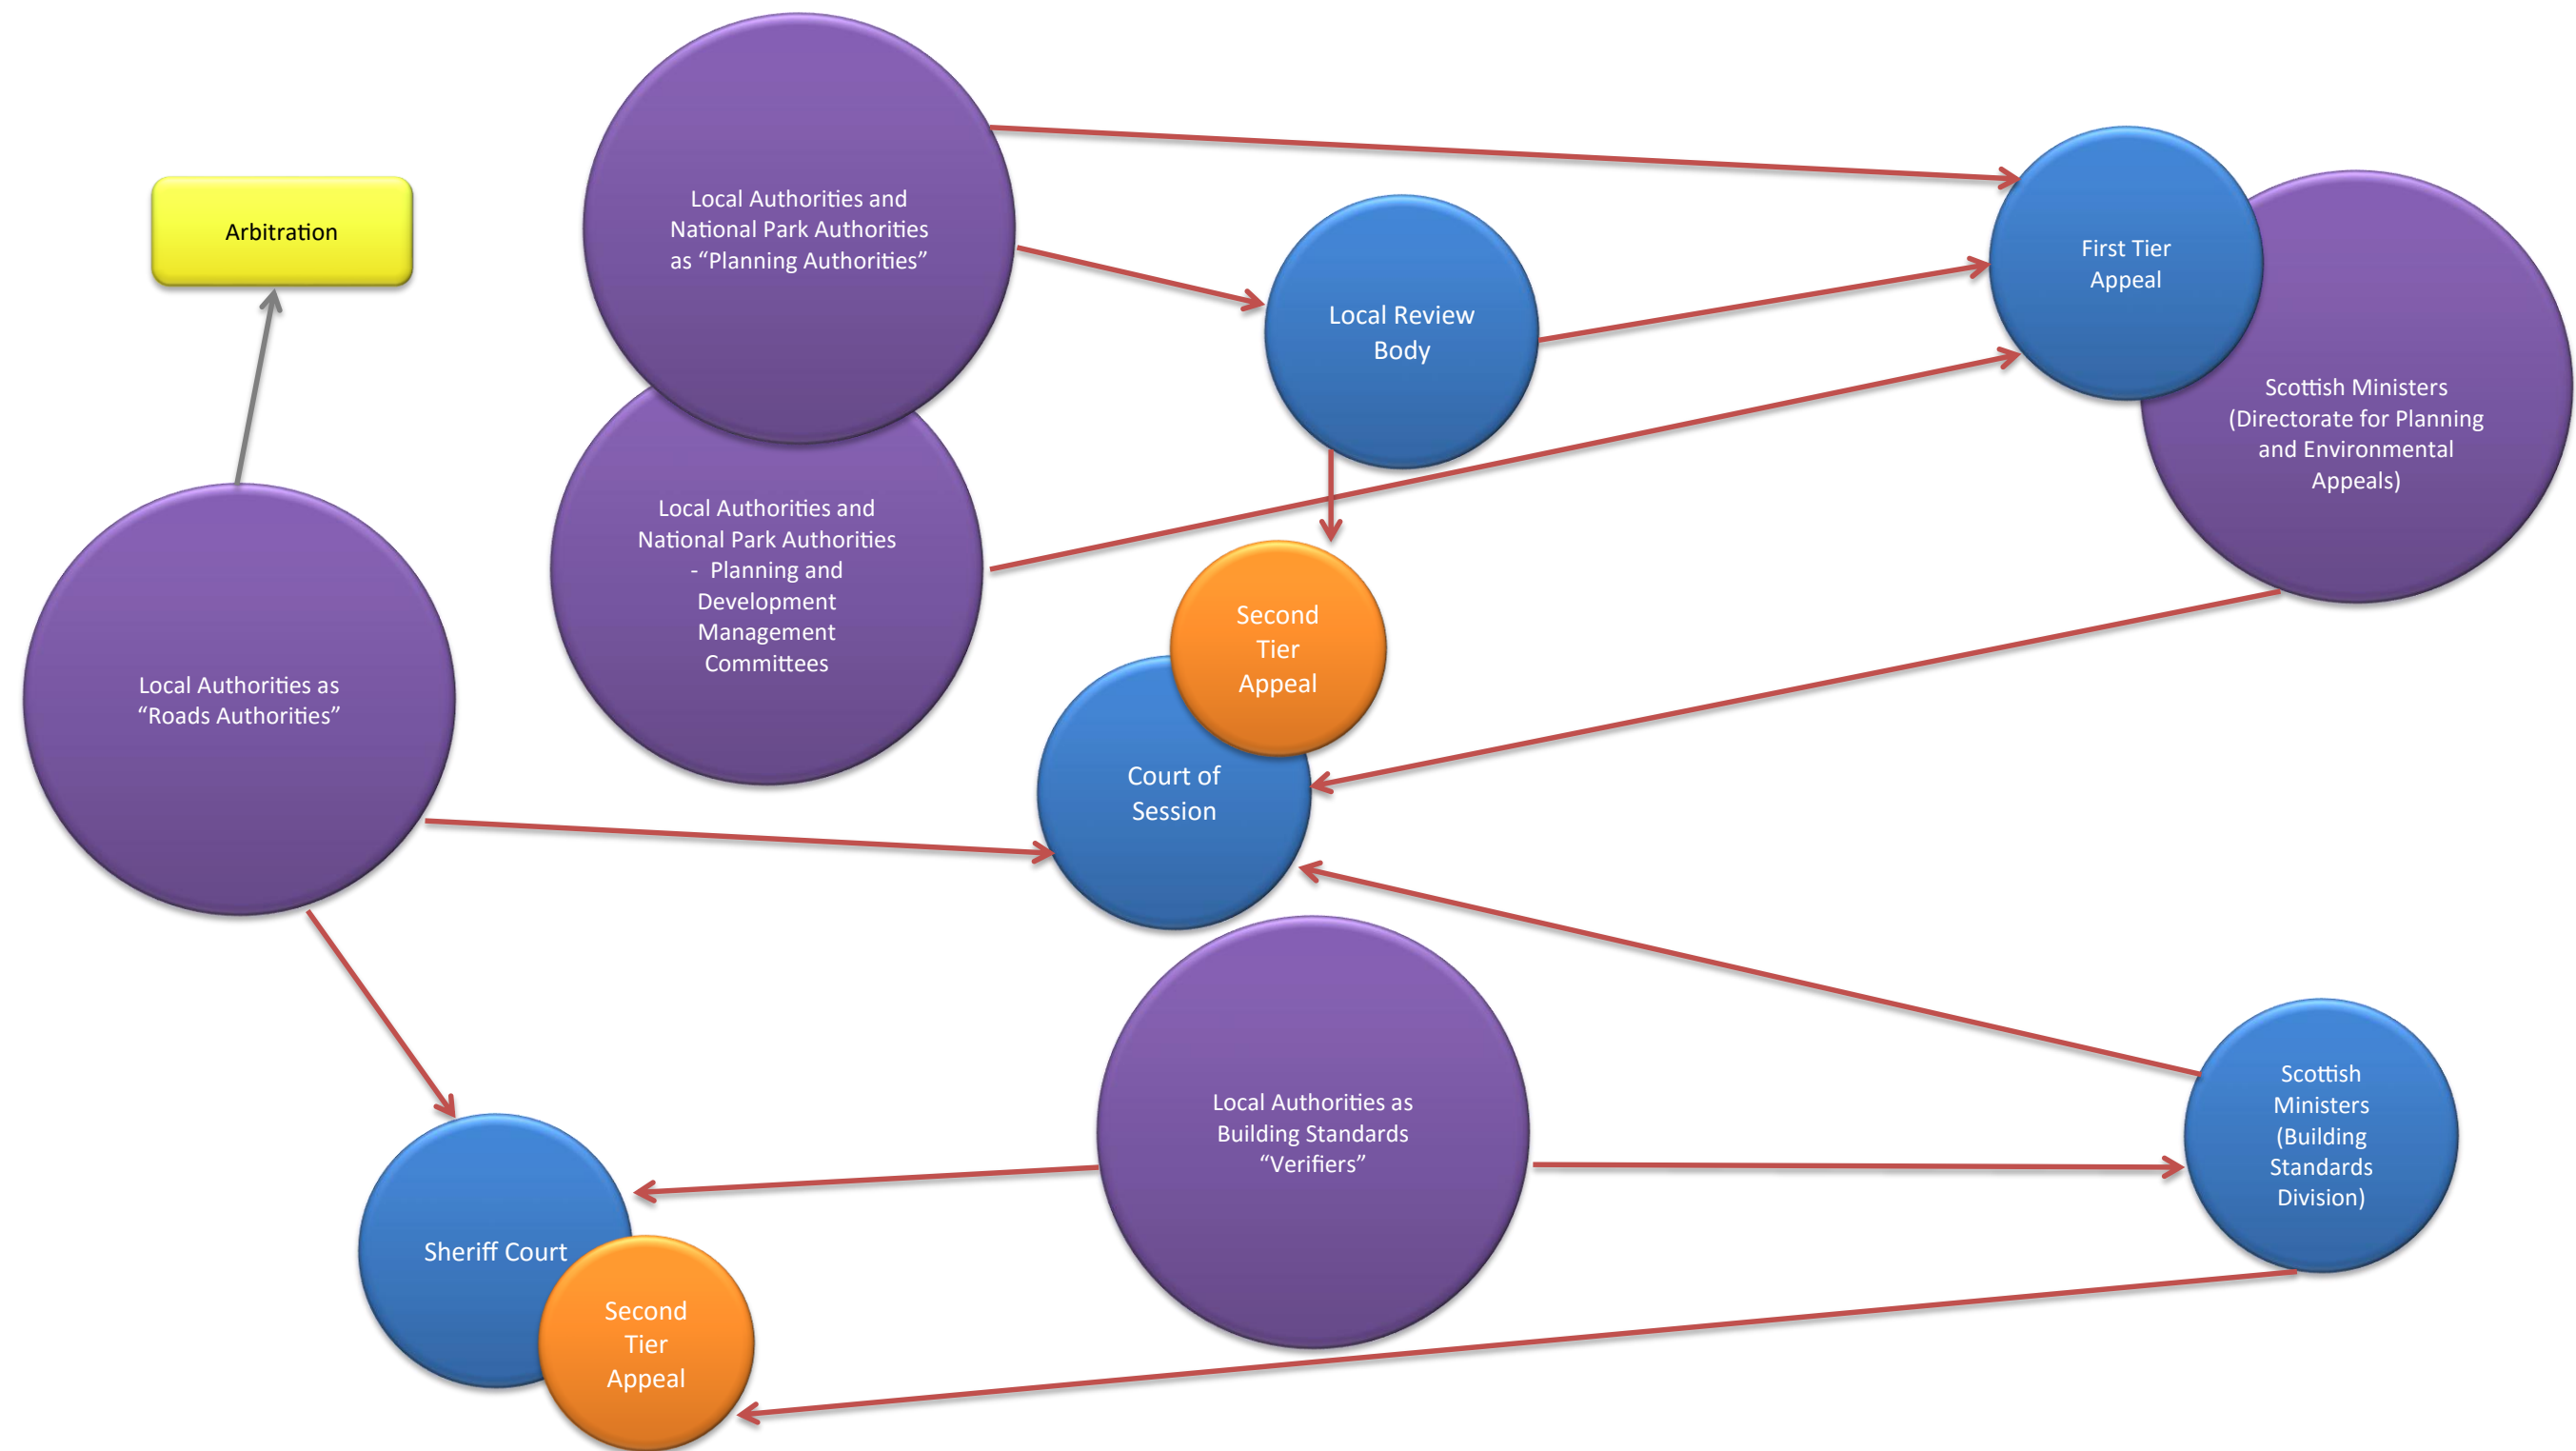 Local Authorities and
National Park Authorities
as “Planning Authorities”
Arbitration
First Tier
Appeal
Local Review
Body
Scottish Ministers
(Directorate for Planning
and Environmental
Appeals)
Local Authorities and
National Park Authorities
- Planning and
Development
Management
Committees
Second
Tier
Appeal
Local Authorities as
“Roads Authorities”
Court of
Session
Local Authorities as
Building Standards
“Verifiers”
Scottish
Ministers
(Building
Standards
Division)
Sheriff Court
Second
Tier
Appeal